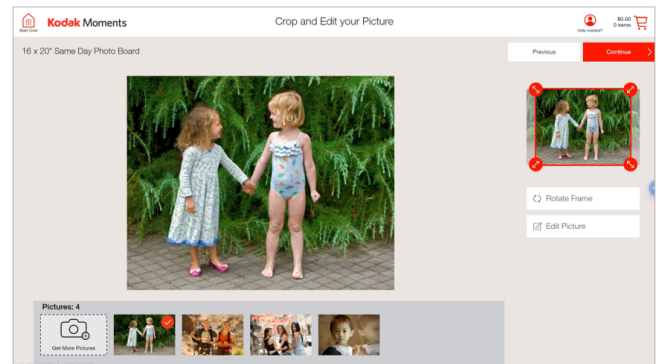 Start Over
Kodak Moments
Crop and Edit your Picture
Help needed?
$0.00
0 items
16 x 20" Same Day Photo Board
Previous
Continue
Rotate Frame
Edit Picture
Pictures: 4
Get More Pictures